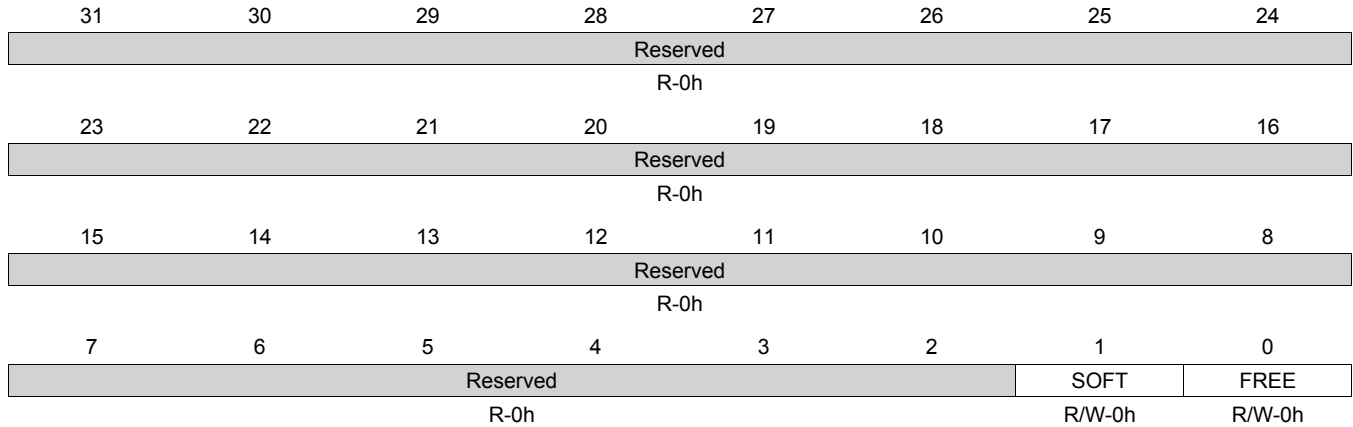 31 30 29 28 27 26 25 24
Reserved
R-0h
23 22 21 20 19 18 17 16
Reserved
R-0h
15 14 13 12 11 10 9 8
Reserved
R-0h
7 6 5 4 3 2 1 0
Reserved SOFT FREE
R-0h R/W-0h R/W-0h